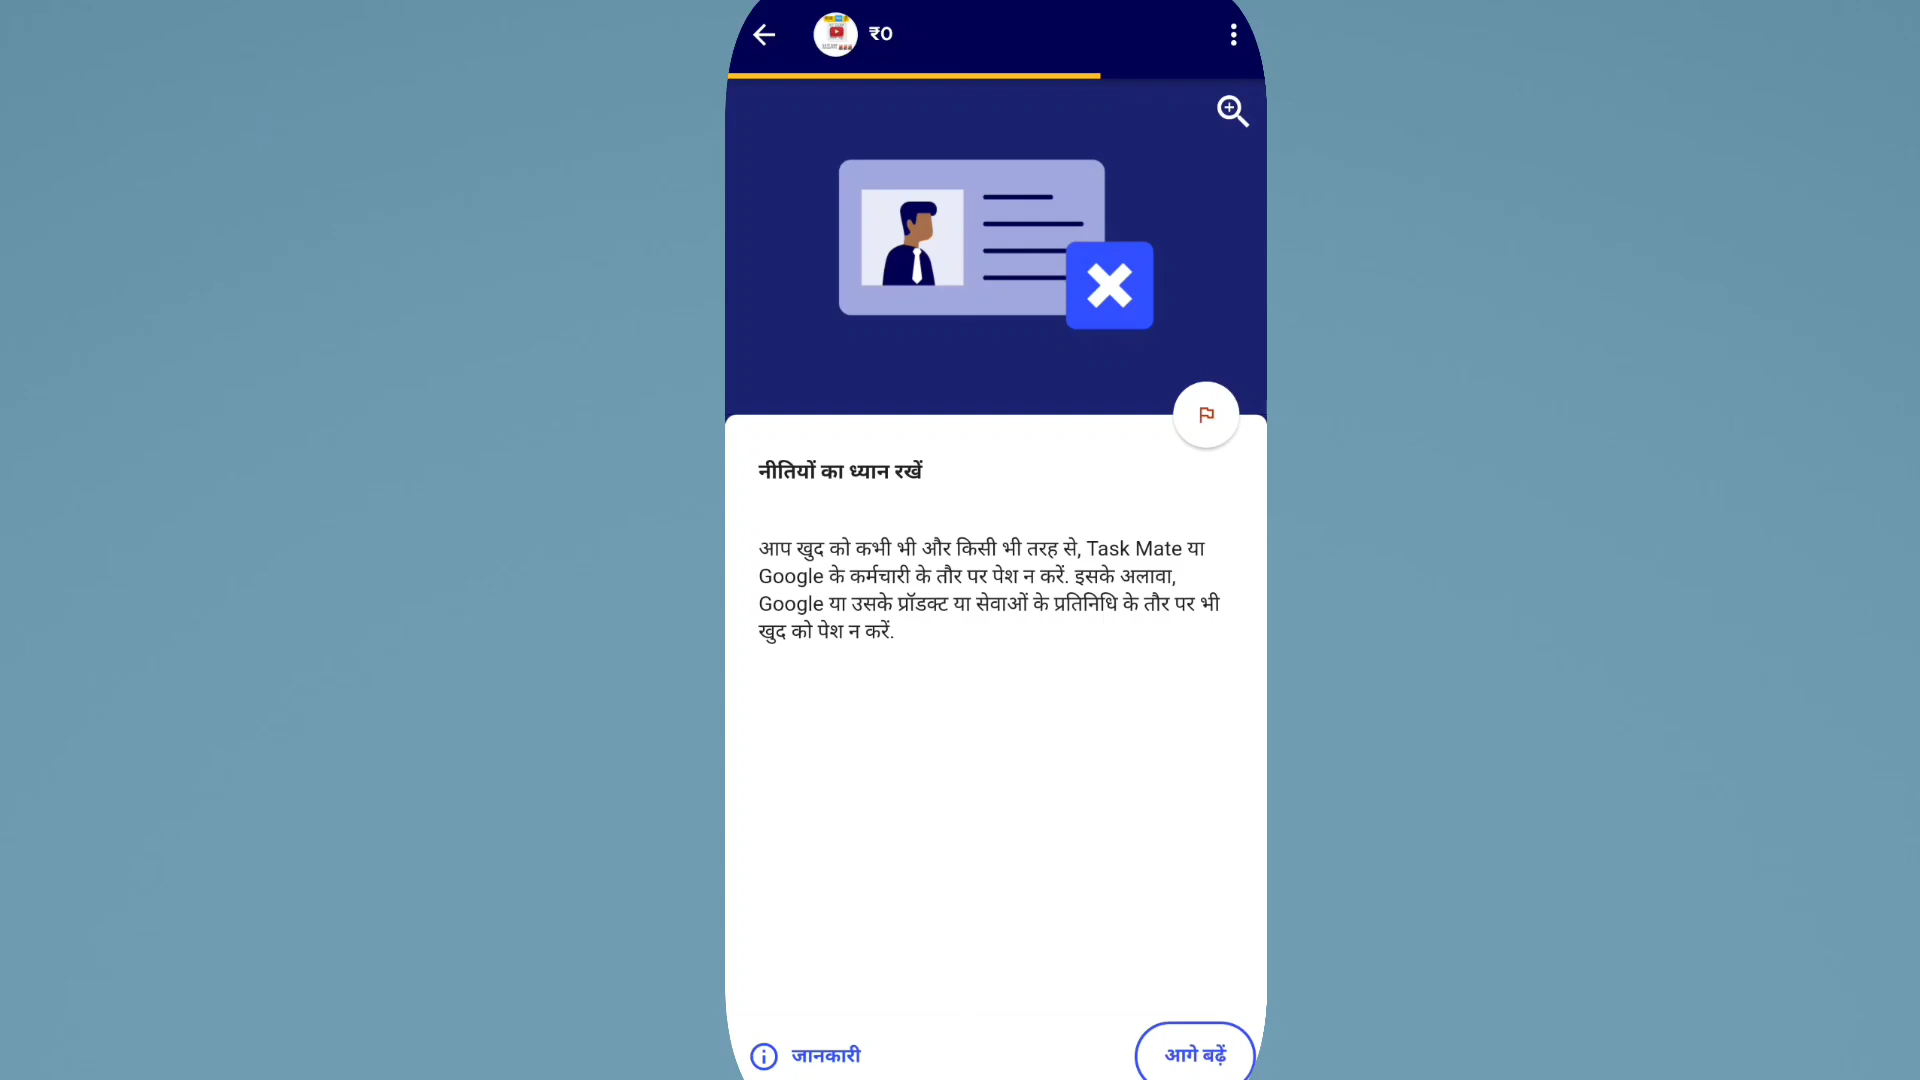 ₹0
नीतियों का ध्यान रखें
आप खुद को कभी भी और किसी भी तरह से, Task Mate या
Google के कर्मचारी के तौर पर पेश न करें. इसके अलावा,
Google या उसके प्रॉडक्ट या सेवाओं के प्रतिनिधि के तौर पर भी
खुद को पेश न करें.
जानकारी
आगे बढ़ें